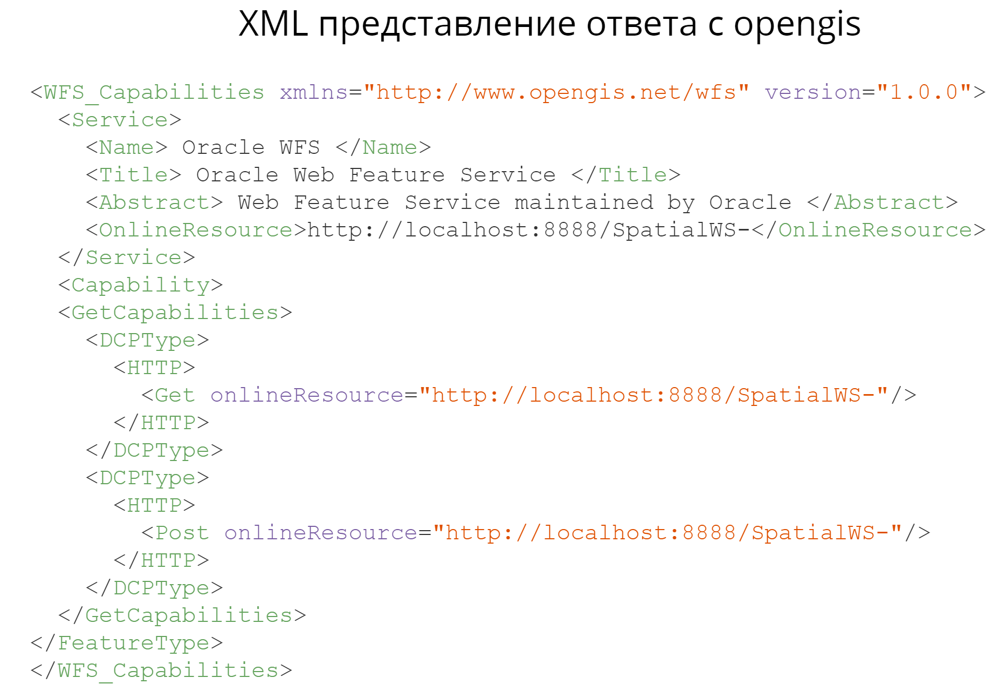 XML представление ответа с opengis
<WFS_Capabilities xmlns="http://www.opengis.net/wfs" version="1.0.0">
<Service>
<Name> Oracle WFS </Name>
<Title> Oracle Web Feature Service </Title>
<Abstract> Web Feature Service maintained by Oracle </Abstract>
<OnlineResource>http://localhost:8888/SpatialWS-</OnlineResource>
</Service>
<Capability>
<GetCapabilities>
<DCPType>
<HTTP>
<Get onlineResource="http://localhost:8888/SpatialWS-"/>
</HTTP>
</DCPType>
<DCPType>
<HTTP>
<Post onlineResource="http://localhost:8888/SpatialWS-"/>
</HTTP>
</DCPType>
</GetCapabilities>
</FeatureType>
</WFS_Capabilities>